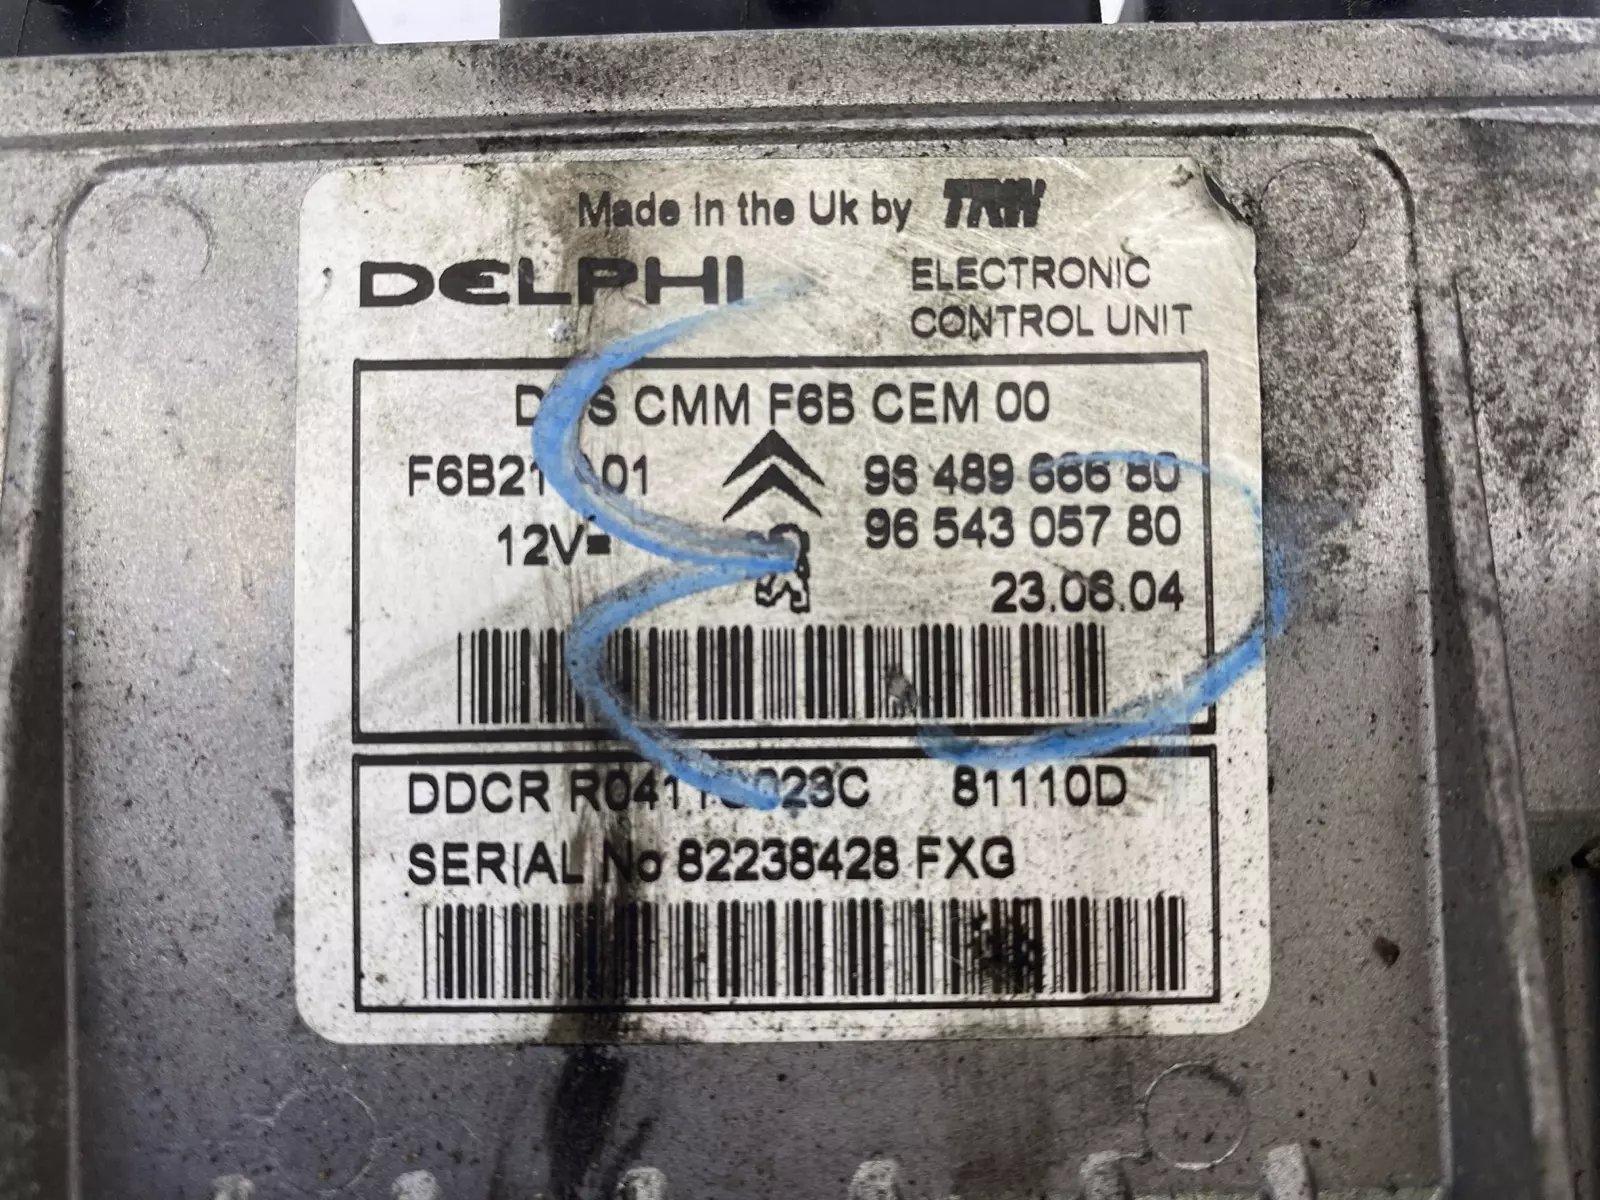 Made In the Uk by TRW
DELPHI
ELECTRONIC
CONTROL UNIT
CMM F6B CEM 00
96 489 666 80
12V=
96 543 057 80
23.06.04
DDCR 81110D
SERIAL No 82238428 FXG